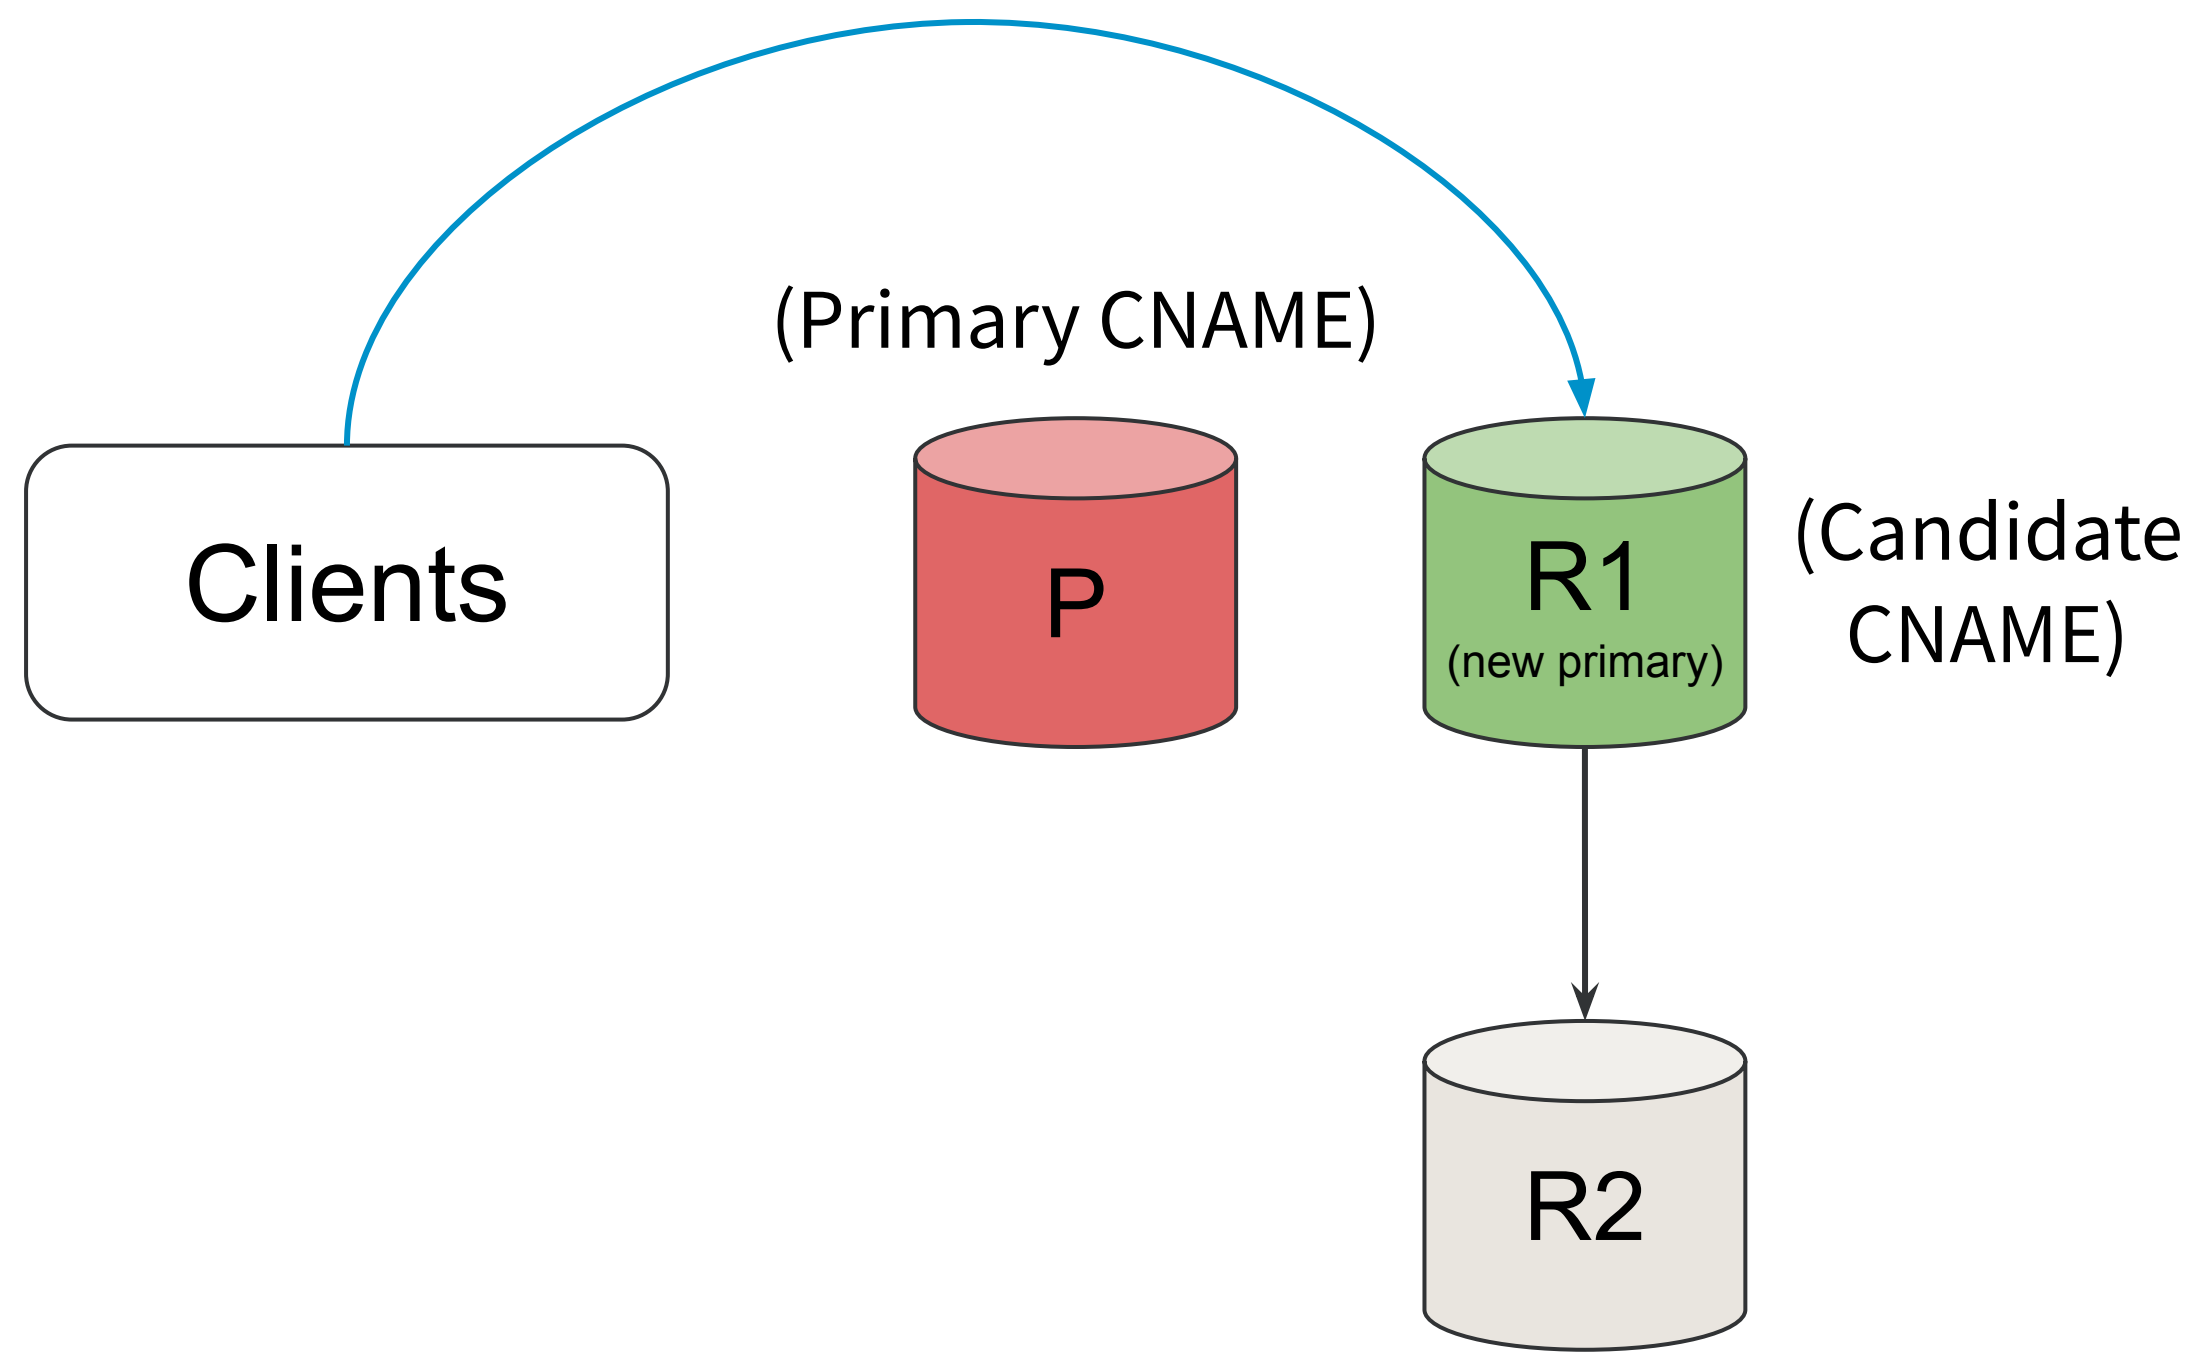 (Primary CNAME)
Clients
P
R1
(new primary)
(Candidate
CNAME)
R2